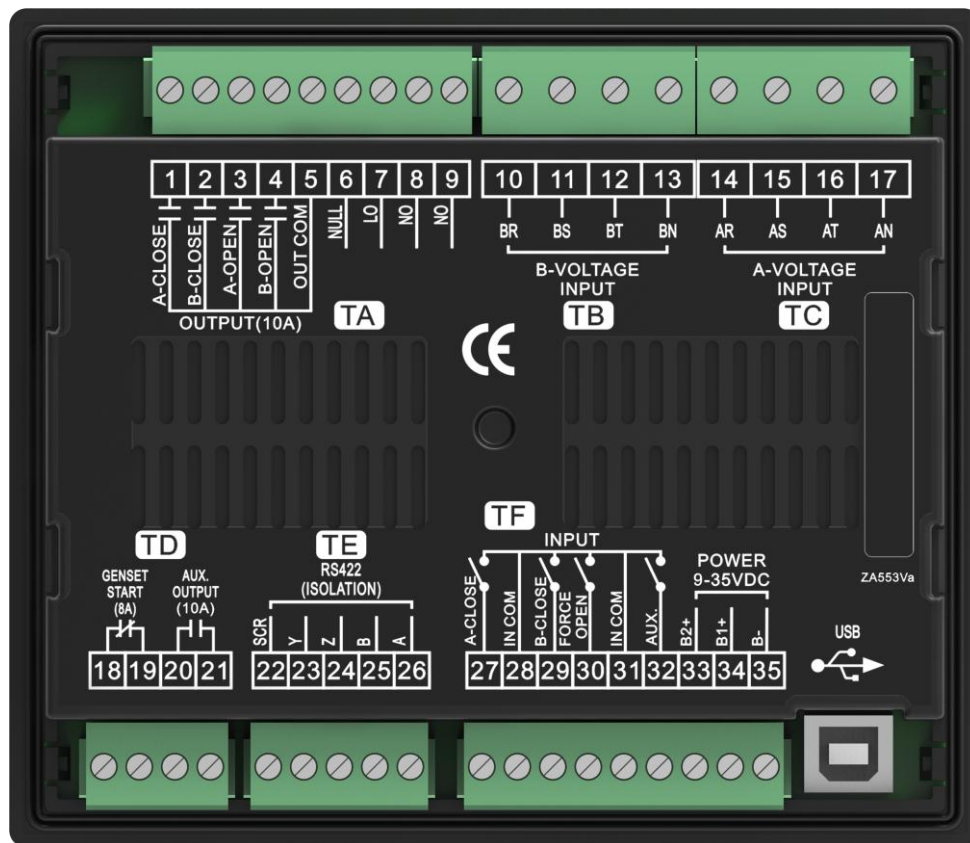 1 2 3 4 5 6 7 8 9
A-CLOSE
B-CLOSE
A-OPEN
B-OPEN
OUT COM
NULL
LO
NO
NO
OUTPUT(10A)
TA
10 11 12 13
BR BS BT BN
B-VOLTAGE
INPUT
TB
14 15 16 17
AR AS AT AN
A-VOLTAGE
INPUT
TC
CE
TD
GENSET
START
(8A)
AUX.
OUTPUT
(10A)
18 19 20 21
TE
RS422
(ISOLATION)
SCR
Y
Z
B
A
22 23 24 25 26
TF
INPUT
A-CLOSE
IN COM
B-CLOSE
FORCE
OPEN
IN COM
AUX.
POWER
9-35VDC
B2+
B1+
B-
27 28 29 30 31 32 33 34 35
ZA553Va
USB